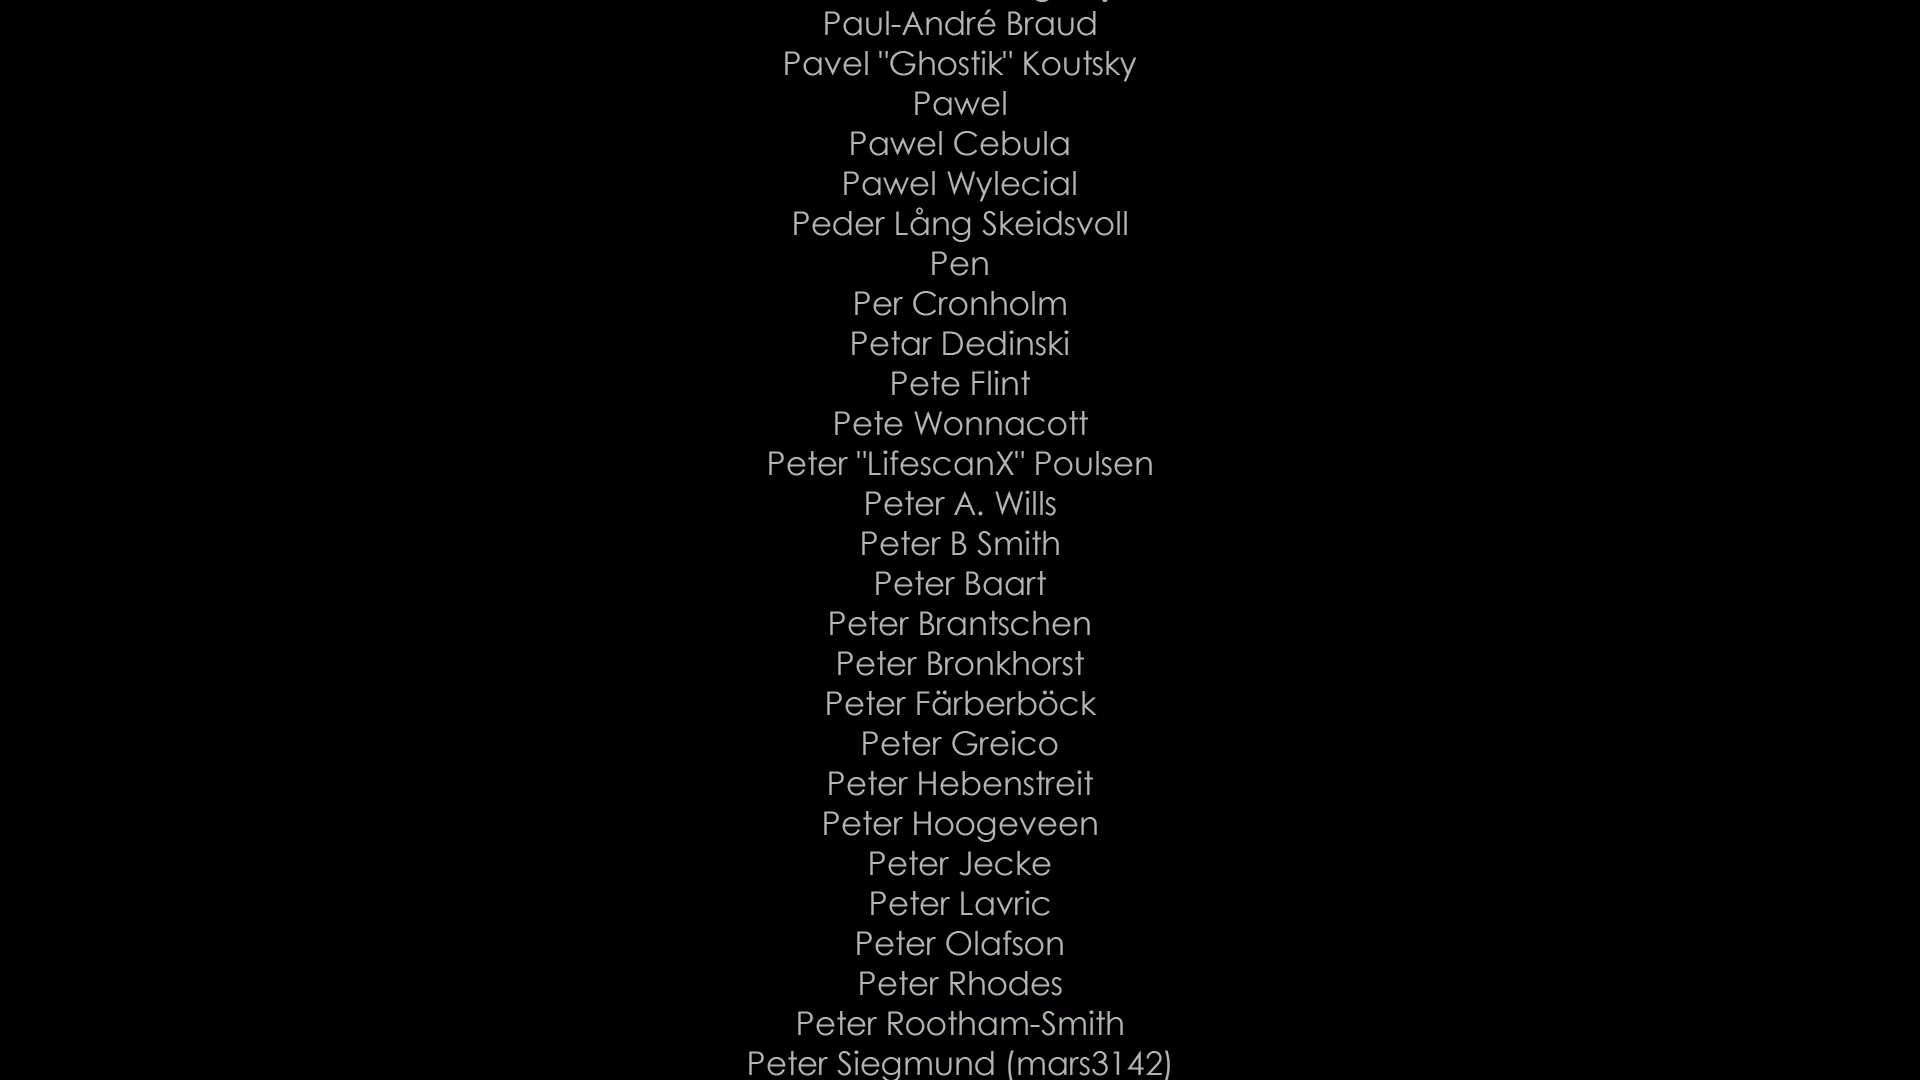 Paul-André Braud
Pavel "Ghostik" Koutsky
Pawel
Pawel Cebula
Pawel Wylecial
Peder Lång Skeidsvoll
Pen
Per Cronholm
Petar Dedinski
Pete Flint
Pete Wonnacott
Peter "LifescanX" Poulsen
Peter A. Wills
Peter B Smith
Peter Baart
Peter Brantschen
Peter Bronkhorst
Peter Färberböck
Peter Greico
Peter Hebenstreit
Peter Hoogeveen
Peter Jecke
Peter Lavric
Peter Olafson
Peter Rhodes
Peter Rootham-Smith
Peter Siegmund (mars3142)